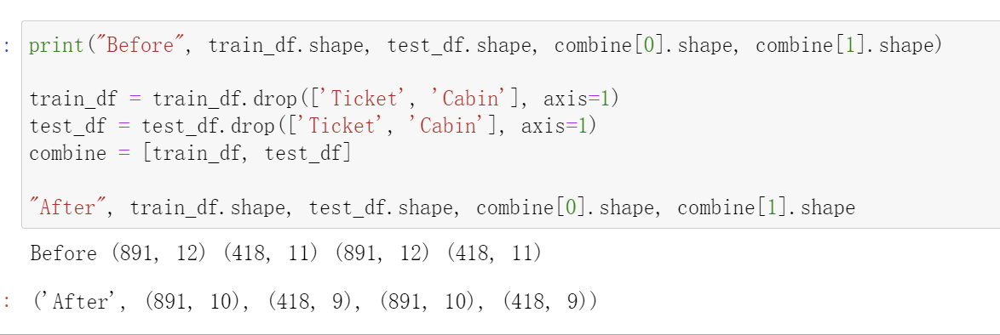 : print("Before", train_df.shape, test_df.shape, combine[0].shape, combine[1].shape)
train_df = train_df.drop(['Ticket', 'Cabin'], axis=1)
test_df = test_df.drop(['Ticket', 'Cabin'], axis=1)
combine = [train_df, test_df]
"After", train_df.shape, test_df.shape, combine[0].shape, combine[1].shape
Before (891, 12) (418, 11) (891, 12) (418, 11)
: ('After', (891, 10), (418, 9), (891, 10), (418, 9))